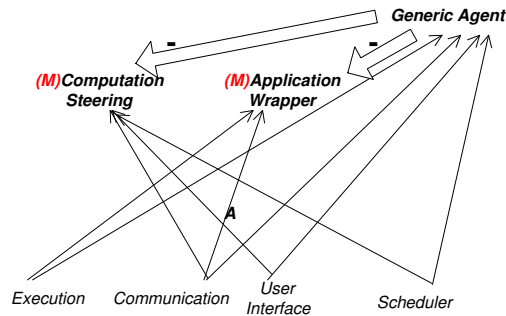 Generic Agent
-
-
(M)Computation
Steering
(M)Application
Wrapper
A
Execution
Communication
User
Interface
Scheduler